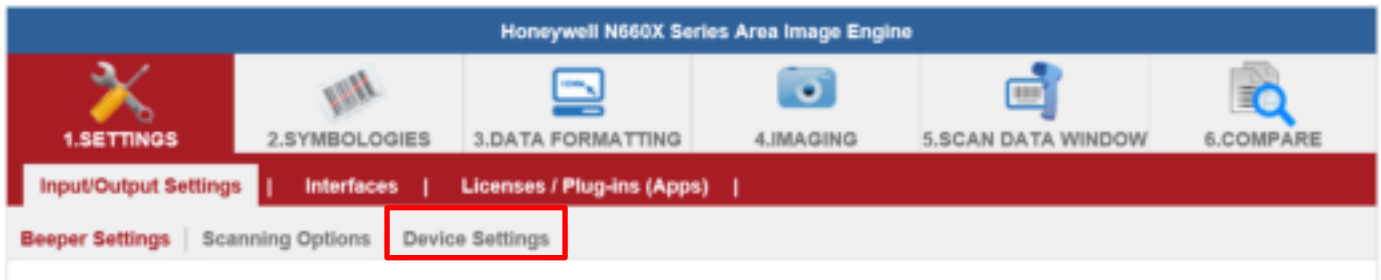 Honeywell N660X Series Area Image Engine
1.SETTINGS 2.SYMBOLOGIES 3.DATA FORMATTING 4.IMAGING 5.SCAN DATA WINDOW 6.COMPARE
Input/Output Settings | Interfaces | Licenses / Plug-ins (Apps) |
Beeper Settings | Scanning Options Device Settings